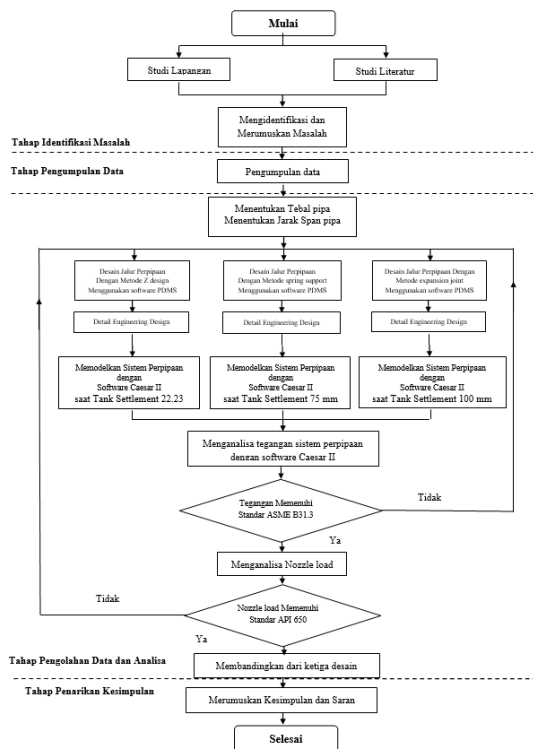 Mulai
Studi Lapangan
Studi Literatur
Mengidentifikasi dan
Merumuskan Masalah
Tahap Identifikasi Masalah
Tahap Pengumpulan Data
Pengumpulan data
Menentukan Tebal pipa
Menentukan Jarak Span pipa
Desain Jalur Perpipaan
Dengan Metode Z design
Menggunakan software PDMS
Desain Jalur Perpipaan
Dengan Metode spring support
Menggunakan software PDMS
Desain Jalur Perpipaan Dengan
Metode expansion joint
Menggunakan software PDMS
Detail Engineering Design
Detail Engineering Design
Detail Engineering Design
Memodelkan Sistem Perpipaan
dengan
Software Caesar II
saat Tank Settlement 22.23
Memodelkan Sistem Perpipaan
dengan
Software Caesar II
saat Tank Settlement 75 mm
Memodelkan Sistem Perpipaan
dengan
Software Caesar II
saat Tank Settlement 100 mm
Menganalisa tegangan sistem perpipaan
dengan software Caesar II
Tegangan Memenuhi
Standar ASME B31.3
Tidak
Ya
Menganalisa Nozzle load
Tidak
Nozzle load Memenuhi
Standar API 650
Ya
Tahap Pengolahan Data dan Analisa
Membandingkan dari ketiga desain
Tahap Penarikan Kesimpulan
Merumuskan Kesimpulan dan Saran
Selesai